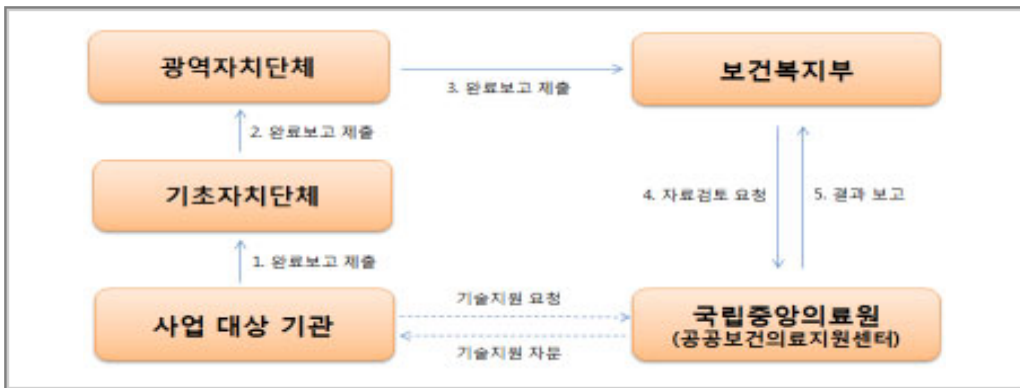 광역자치단체
보건복지부
3. 완료보고 제출
2. 완료보고 제출
기초자치단체
4. 자료검토 요청
5. 결과 보고
1. 완료보고 제출
사업 대상 기관
기술지원 요청
기술지원 자문
국립중앙의료원
(공공보건의료지원센터)